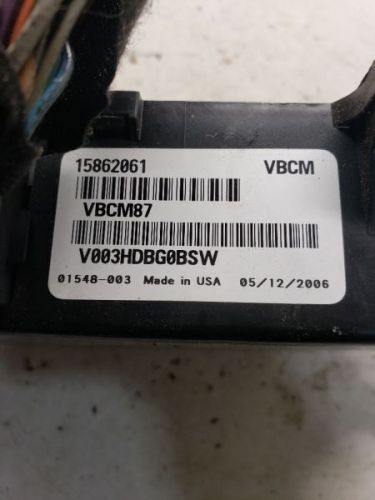 15862061 VBCM
VBCM87
V003HDBG0BSW
01548-003 Made in USA 05/12/2006